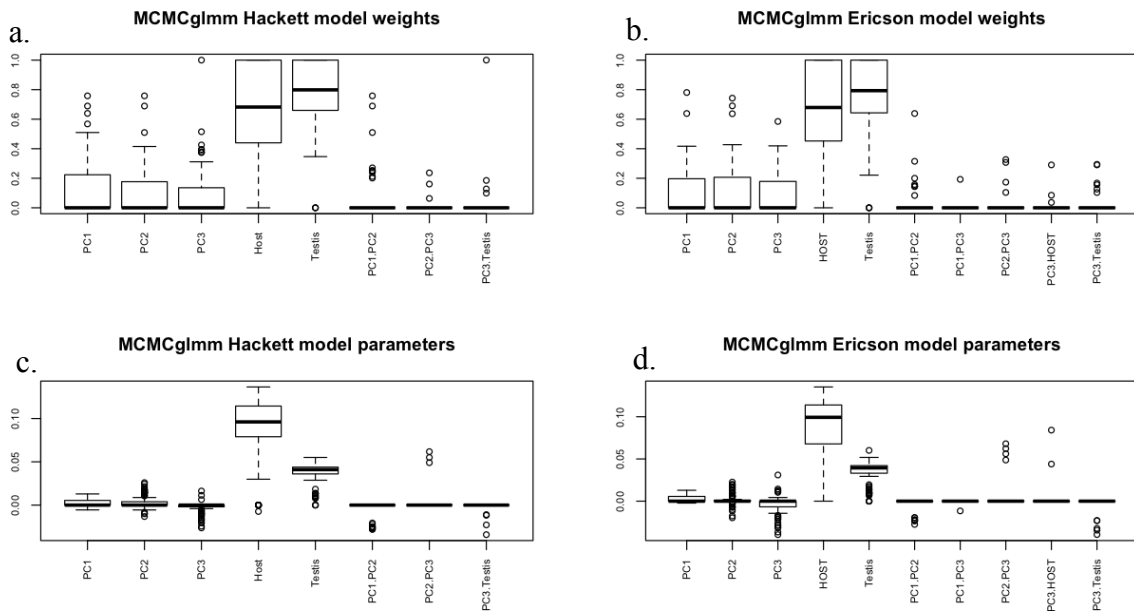 a.
MCMCglmm Hackett model weights
0.0 0.2 0.4 0.6 0.8 1.0
PC1 PC2 PC3 Host Testis PC1.PC2 PC2.PC3 PC3.Testis
b.
MCMCglmm Ericson model weights
0.0 0.2 0.4 0.6 0.8 1.0
PC1 PC2 PC3 HOST Testis PC1.PC2 PC1.PC3 PC2.PC3 PC3.HOST PC3.Testis
c.
MCMCglmm Hackett model parameters
0.00 0.05 0.10
PC1 PC2 PC3 Host Testis PC1.PC2 PC2.PC3 PC3.Testis
d.
MCMCglmm Ericson model parameters
0.00 0.05 0.10
PC1 PC2 PC3 HOST Testis PC1.PC2 PC1.PC3 PC2.PC3 PC3.HOST PC3.Testis